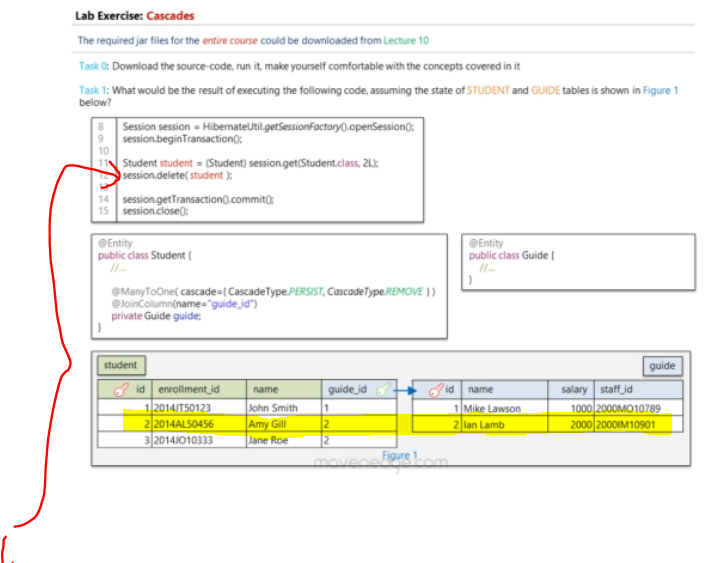 Lab Exercise: Cascades
The required jar files for the entire course could be downloaded from Lecture 10
Task 0: Download the source-code, run it, make yourself comfortable with the concepts covered in it
Task 1: What would be the result of executing the following code, assuming the state of STUDENT and GUIDE tables is shown in Figure 1
below?
8 Session session = HibernateUtil.getSessionFactory().openSession();
9 session.beginTransaction();
10
11 Student student = (Student) session.get(Student.class, 2L);
12 session.delete( student );
13
14 session.getTransaction().commit();
15 session.close();
@Entity
public class Student {
//...
@ManyToOne( cascade={ CascadeType.PERSIST, CascadeType.REMOVE } )
@JoinColumn(name="guide_id")
private Guide guide;
}
@Entity
public class Guide {
//...
}
student
guide
id enrollment_id name guide_id id name salary staff_id
1 2014JT50123 John Smith 1 1 Mike Lawson 1000 2000MO10789
2 2014AL50456 Amy Gill 2 2 Ian Lamb 2000 2000IM10901
3 2014JO10333 Jane Roe 2
Figure 1
mavenedge.com